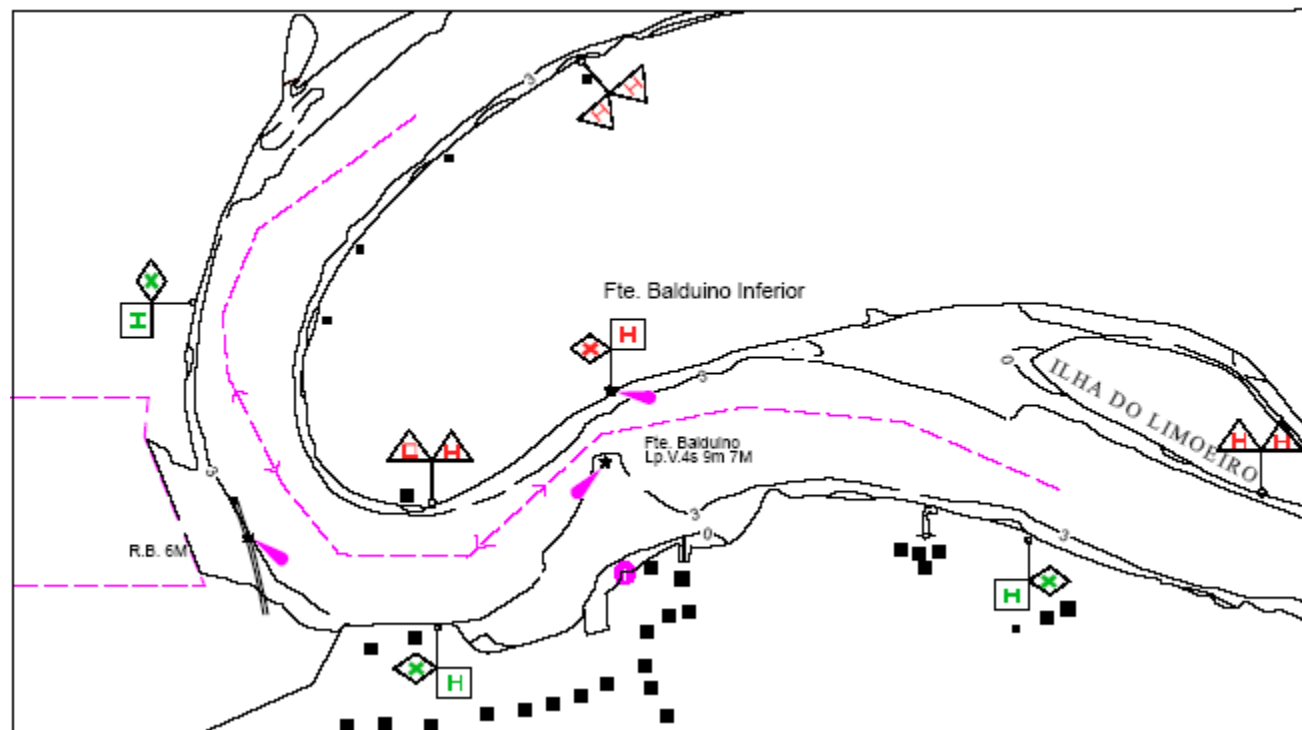 3
H
H
X
H
Fte. Balduino Inferior
X
H
3
0
ILHA DO LIMOEIRO
H
H
H
Fte. Balduino
Lp.V.4s 9m 7M
3
3
0
3
R.B. 6M
X
H
X
H